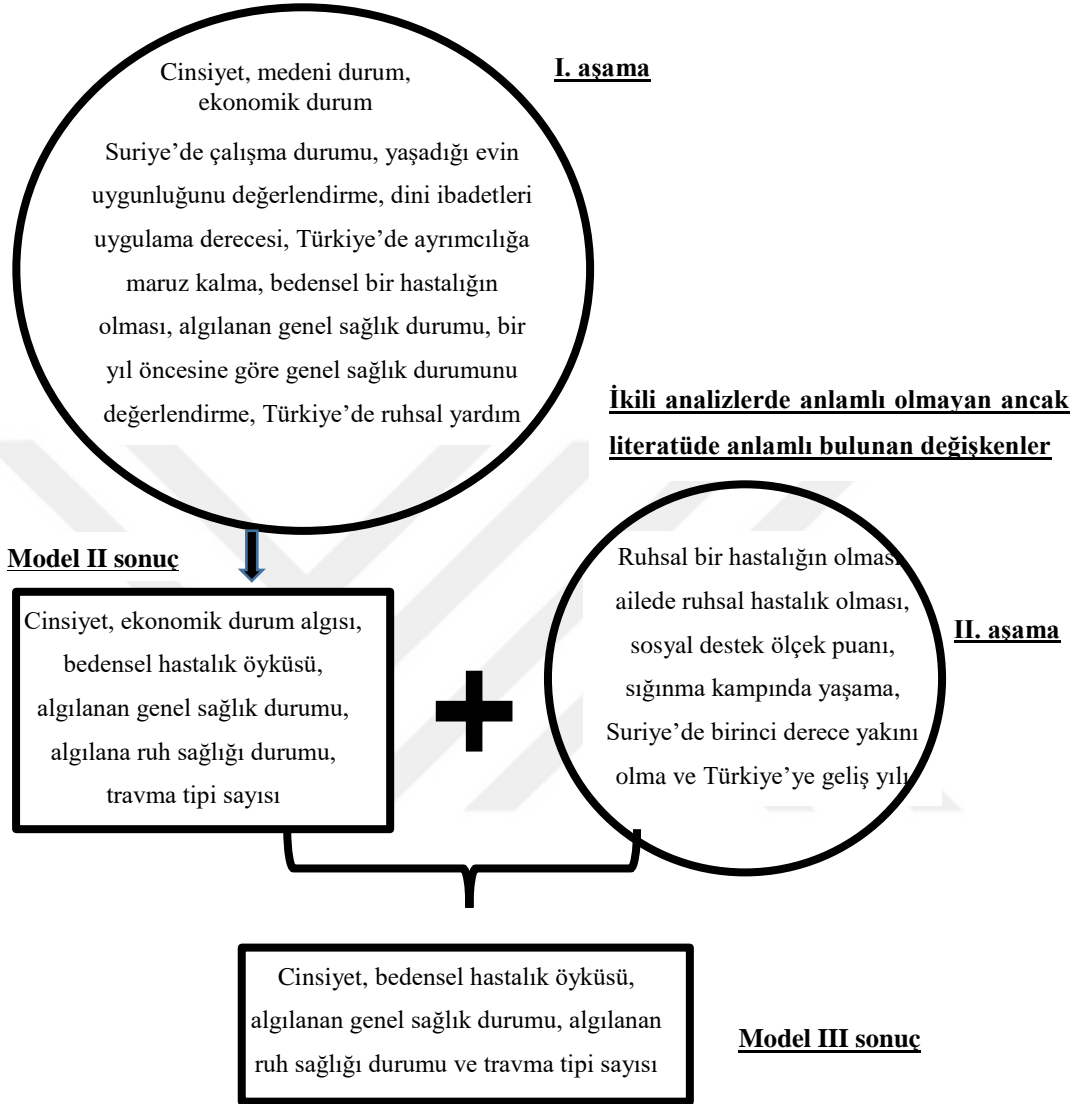 Cinsiyet, medeni durum,
ekonomik durum
I. aşama
Suriye’de çalışma durumu, yaşadığı evin
uygunluğunu değerlendirme, dini ibadetleri
uygulama derecesi, Türkiye’de ayrımcılığa
maruz kalma, bedensel bir hastalığın
olması, algılanan genel sağlık durumu, bir
yıl öncesine göre genel sağlık durumunu
değerlendirme, Türkiye’de ruhsal yardım
İkili analizlerde anlamlı olmayan ancak
literatüde anlamlı bulunan değişkenler
Model II sonuç
Cinsiyet, ekonomik durum algısı,
bedensel hastalık öyküsü,
algılanan genel sağlık durumu,
algılana ruh sağlığı durumu,
travma tipi sayısı
Ruhsal bir hastalığın olması
ailede ruhsal hastalık olması,
sosyal destek ölçek puanı,
sığınma kampında yaşama,
Suriye’de birinci derece yakını
olma ve Türkiye’ye geliş yılı
II. aşama
Cinsiyet, bedensel hastalık öyküsü,
algılanan genel sağlık durumu, algılanan
ruh sağlığı durumu ve travma tipi sayısı
Model III sonuç